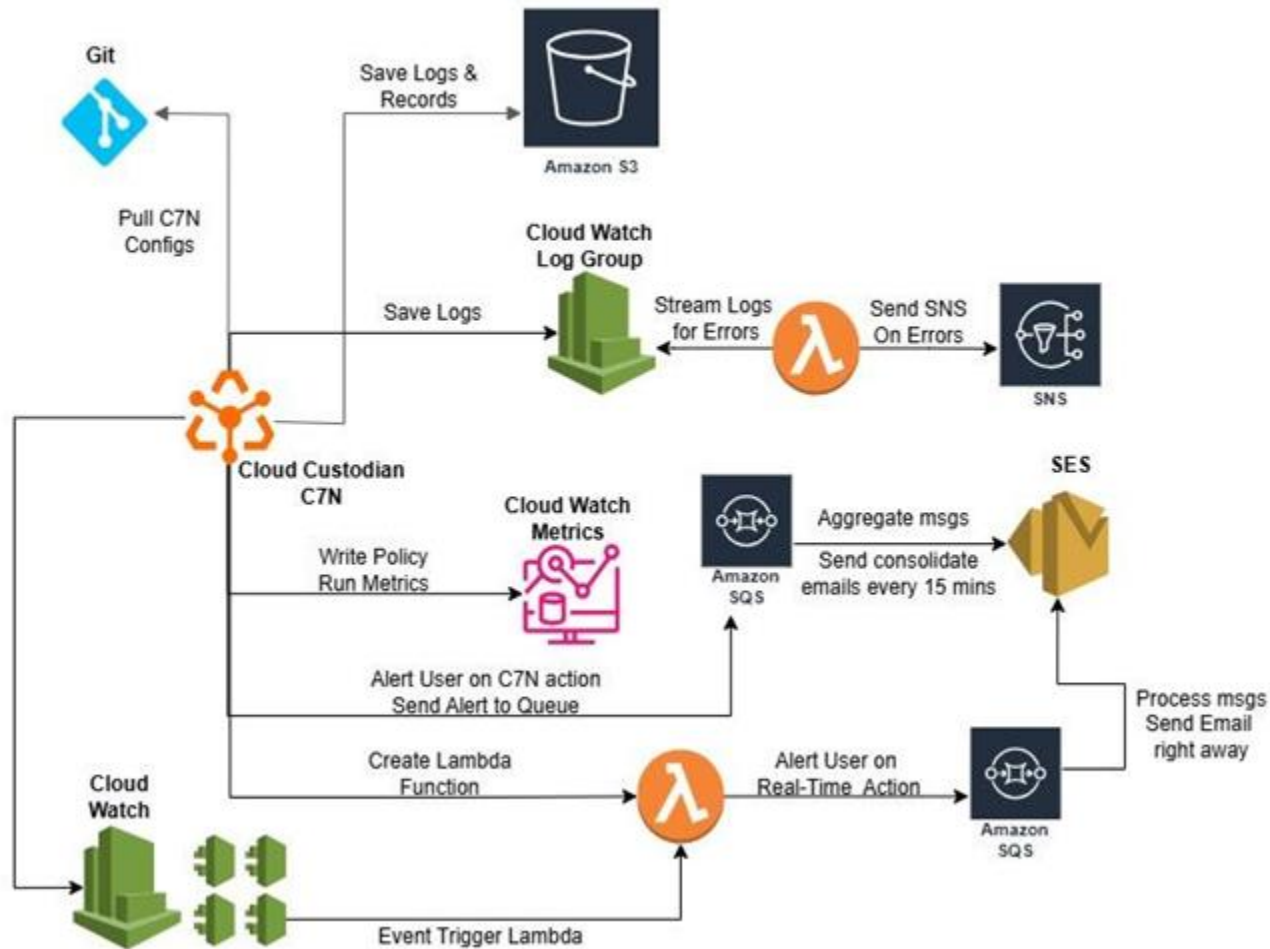 Git
Save Logs &
Records
Amazon S3
Pull C7N
Configs
Cloud Watch
Log Group
Save Logs
Stream Logs
for Errors
Send SNS
On Errors
SNS
Cloud Custodian
C7N
Cloud Watch
Metrics
Write Policy
Run Metrics
Amazon
SQS
Aggregate msgs
Send consolidate
emails every 15 mins
SES
Alert User on C7N action
Send Alert to Queue
Process msgs
Send Email
right away
Create Lambda
Function
Alert User on
Real-Time Action
Amazon
SQS
Cloud
Watch
Event Trigger Lambda